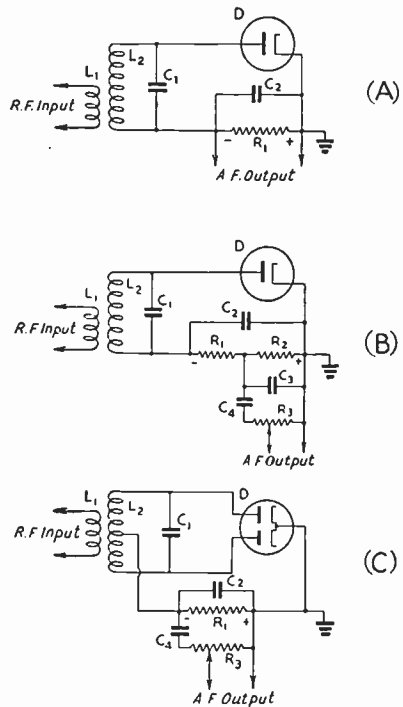 D
L1
L2
C1
R.F. Input
C2
- R1 +
A F. Output
(A)
D
L1
L2
C1
R.F Input
C2
- R1 R2 +
C3
C4
R3
A F Output
(B)
L1
L2
C1
D
R.F Input
C2
- R1 +
C4
R3
A F Output
(C)